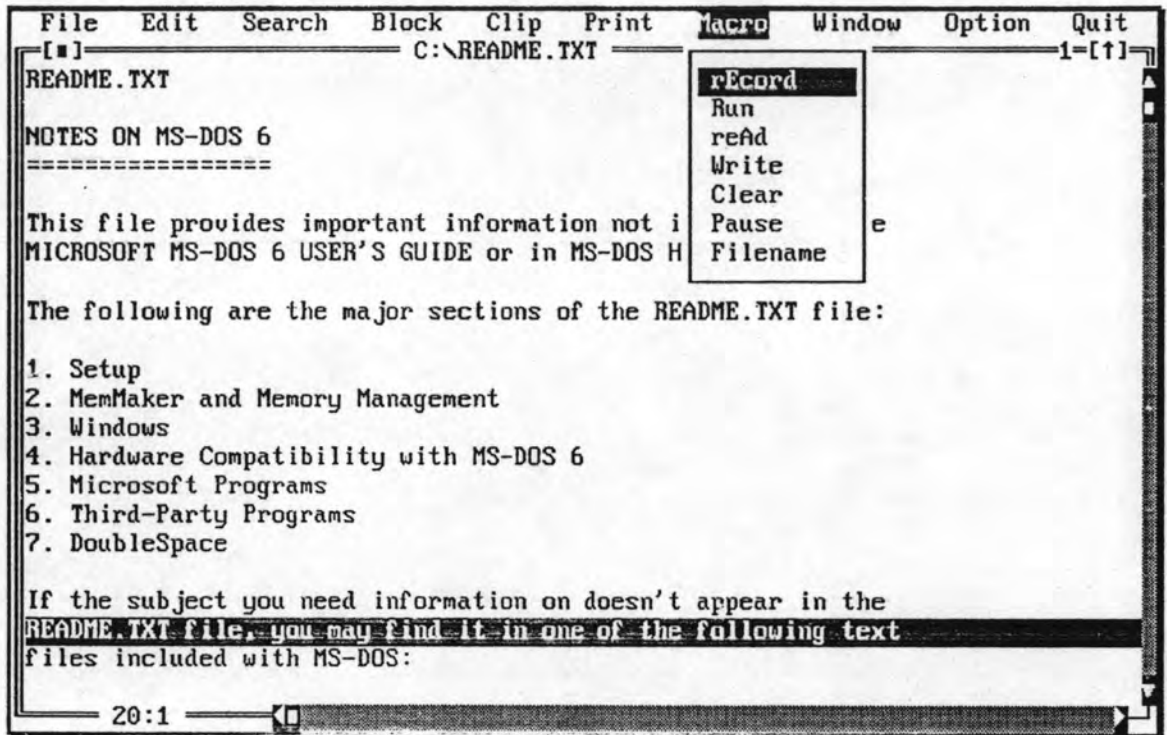 File Edit Search Block Clip Print Macro Window Option Quit
[■] C:\README.TXT 1=[↑]
README.TXT
rEcord
Run
reAd
Write
Clear
Pause
Filename
NOTES ON MS-DOS 6
=================
This file provides important information not i e
MICROSOFT MS-DOS 6 USER'S GUIDE or in MS-DOS H
The following are the major sections of the README.TXT file:
1. Setup
2. MemMaker and Memory Management
3. Windows
4. Hardware Compatibility with MS-DOS 6
5. Microsoft Programs
6. Third-Party Programs
7. DoubleSpace
If the subject you need information on doesn't appear in the
README.TXT file, you may find it in one of the following text
files included with MS-DOS:
20:1